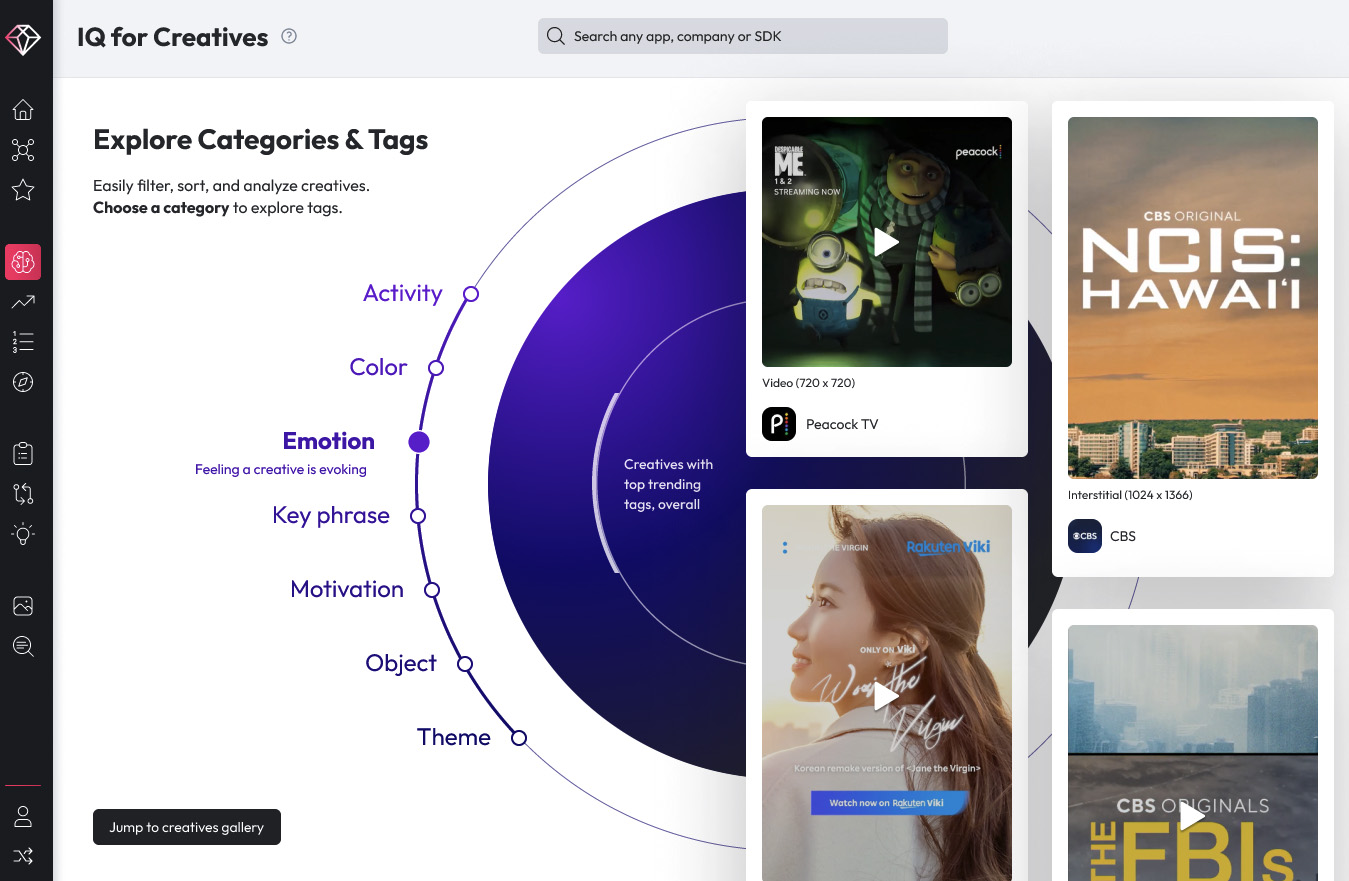 IQ for Creatives
?
Search any app, company or SDK
1
2
3
Explore Categories & Tags
Easily filter, sort, and analyze creatives.
Choose a category to explore tags.
Activity
Color
Emotion
Feeling a creative is evoking
Key phrase
Motivation
Object
Theme
Jump to creatives gallery
Creatives with
top trending
tags, overall
DESPICABLE
ME
1 & 2
STREAMING NOW
peacock
Video (720 x 720)
P
Peacock TV
CBS ORIGINAL
NCIS:
HAWAI‘I
Interstitial (1024 x 1366)
CBS
CBS
THE VIRGIN
Rakuten Viki
ONLY ON Viki
Woori the
Virgin
Korean remake version of <Jane the Virgin>
Watch now on Rakuten Viki
CBS ORIGINALS
THE
FBIs